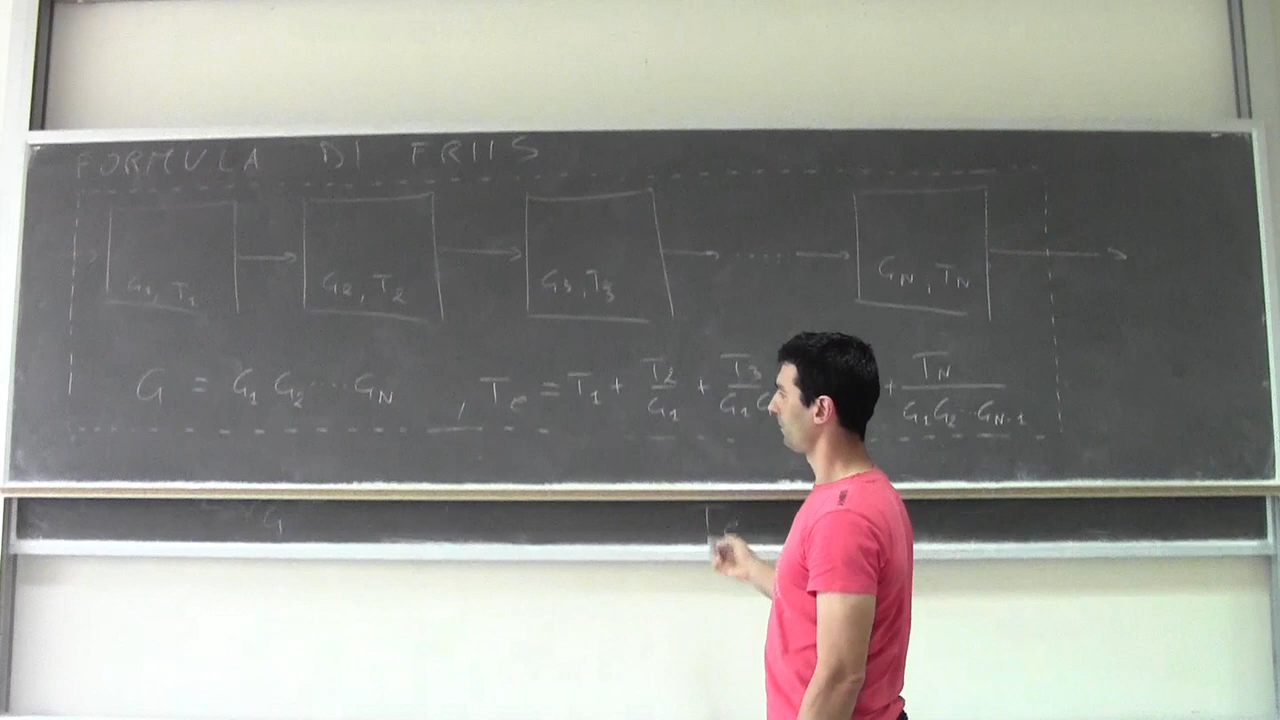 FORMULA DI FRIIS
G1, T1 G2, T2 G3, T3 ..... GN, TN
G = G1 G2 ... GN , Te = T1 + T2/G1 + T3/G1 + TN/G1 G2 ... GN-1
G1